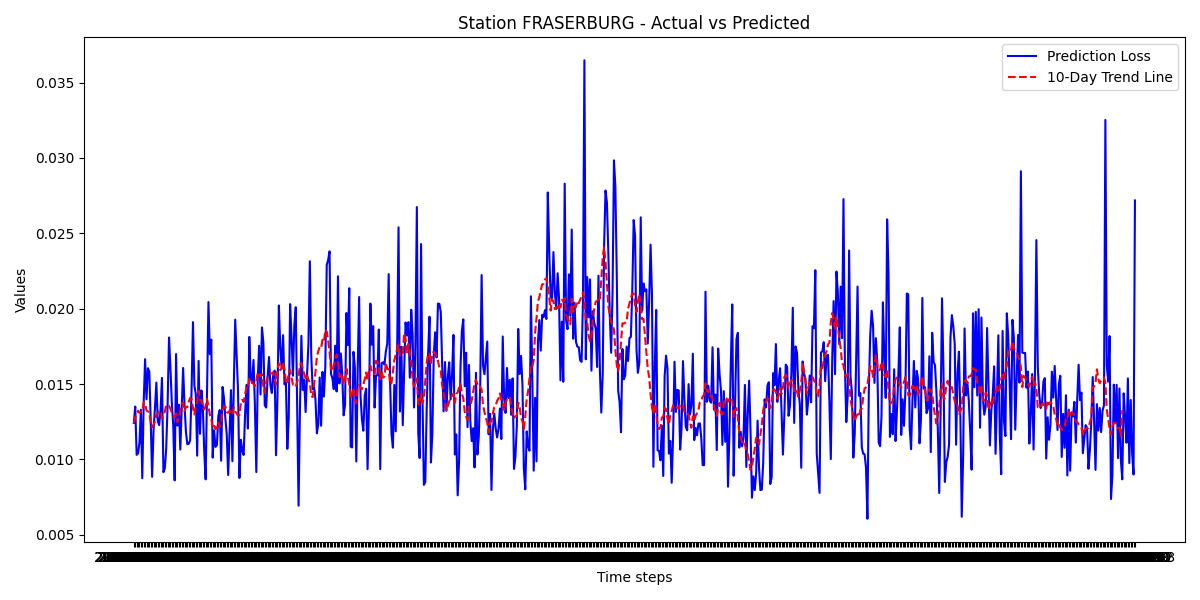 Station FRASERBURG - Actual vs Predicted
Prediction Loss
10-Day Trend Line
Values
0.035
0.030
0.025
0.020
0.015
0.010
0.005
Time steps